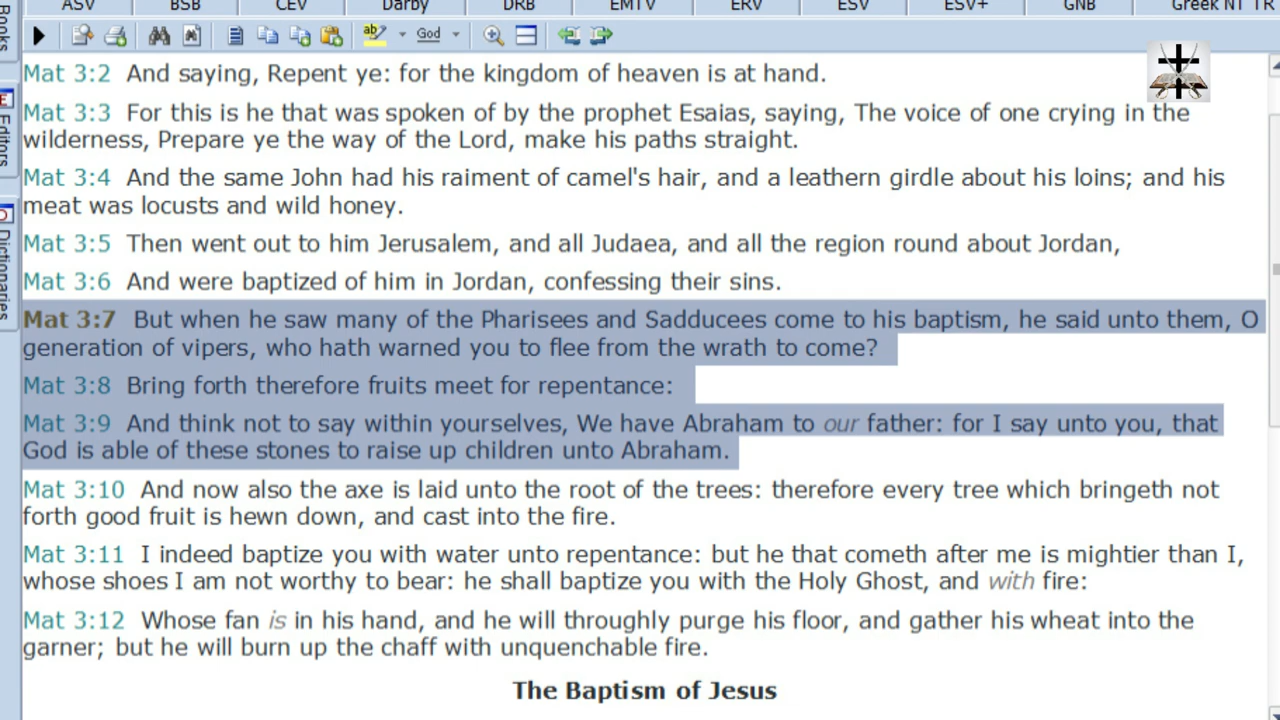 ASV BSB CEV Darby DRB EMTV ERV ESV ESV+ GNB Greek NT TR
Books
Editors
Dictionaries
ab God
Mat 3:2 And saying, Repent ye: for the kingdom of heaven is at hand.
Mat 3:3 For this is he that was spoken of by the prophet Esaias, saying, The voice of one crying in the
wilderness, Prepare ye the way of the Lord, make his paths straight.
Mat 3:4 And the same John had his raiment of camel's hair, and a leathern girdle about his loins; and his
meat was locusts and wild honey.
Mat 3:5 Then went out to him Jerusalem, and all Judaea, and all the region round about Jordan,
Mat 3:6 And were baptized of him in Jordan, confessing their sins.
Mat 3:7 But when he saw many of the Pharisees and Sadducees come to his baptism, he said unto them, O
generation of vipers, who hath warned you to flee from the wrath to come?
Mat 3:8 Bring forth therefore fruits meet for repentance:
Mat 3:9 And think not to say within yourselves, We have Abraham to our father: for I say unto you, that
God is able of these stones to raise up children unto Abraham.
Mat 3:10 And now also the axe is laid unto the root of the trees: therefore every tree which bringeth not
forth good fruit is hewn down, and cast into the fire.
Mat 3:11 I indeed baptize you with water unto repentance: but he that cometh after me is mightier than I,
whose shoes I am not worthy to bear: he shall baptize you with the Holy Ghost, and with fire:
Mat 3:12 Whose fan is in his hand, and he will throughly purge his floor, and gather his wheat into the
garner; but he will burn up the chaff with unquenchable fire.
The Baptism of Jesus